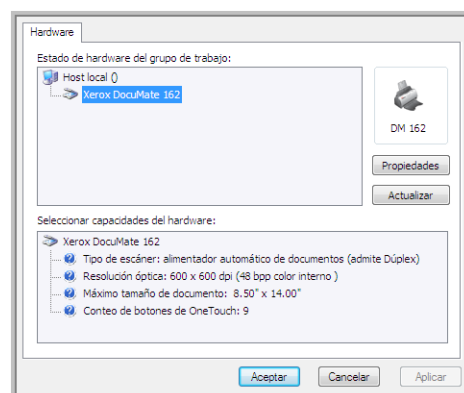 Hardware
Estado de hardware del grupo de trabajo:
Host local ()
Xerox DocuMate 162
DM 162
Propiedades
Actualizar
Seleccionar capacidades del hardware:
Xerox DocuMate 162
Tipo de escáner: alimentador automático de documentos (admite Dúplex)
Resolución óptica: 600 x 600 dpi (48 bpp color interno )
Máximo tamaño de documento: 8.50" x 14.00"
Conteo de botones de OneTouch: 9
Aceptar
Cancelar
Aplicar